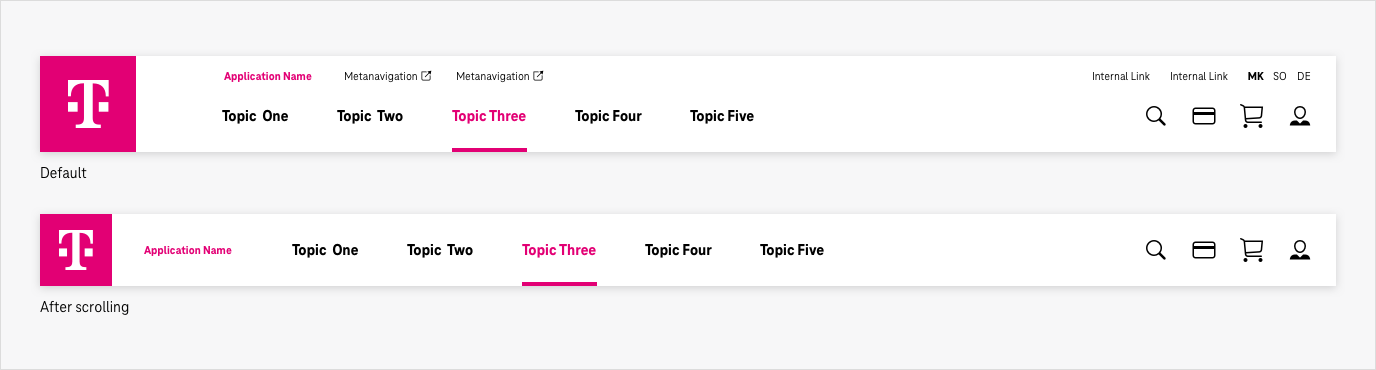 Application Name Metanavigation Metanavigation Internal Link Internal Link MK SO DE
T
Topic One Topic Two Topic Three Topic Four Topic Five
Default
T Application Name Topic One Topic Two Topic Three Topic Four Topic Five
After scrolling